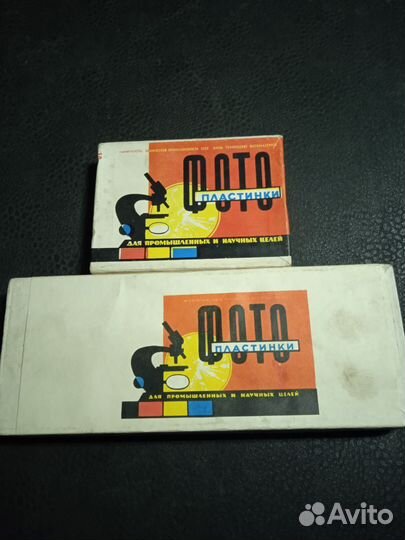 ФОТО
ПЛАСТИНКИ
ДЛЯ ПРОМЫШЛЕННЫХ И НАУЧНЫХ ЦЕЛЕЙ
ФОТО
ПЛАСТИНКИ
ДЛЯ ПРОМЫШЛЕННЫХ И НАУЧНЫХ ЦЕЛЕЙ
Avito